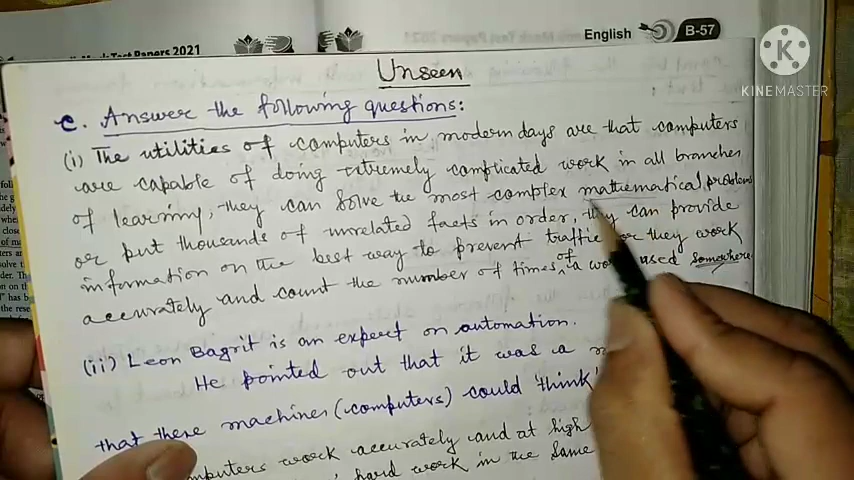 Mock Test Papers 2021
English B-57
KINEMASTER
Unseen
C. Answer the following questions:
(i) The utilities of computers in modern days are that computers
are capable of doing extremely complicated work in all branches
of learning, they can solve the most complex mathematical problems
or put thousands of unrelated facts in order, they can provide
information on the best way to prevent traffic or they work
accurately and count the number of times, of a word used somewhere
(ii) Leon Bagrit is an expert on automation.
He pointed out that it was a
that these machines (computers) could 'think'
computers work accurately and at high
hard work in the same